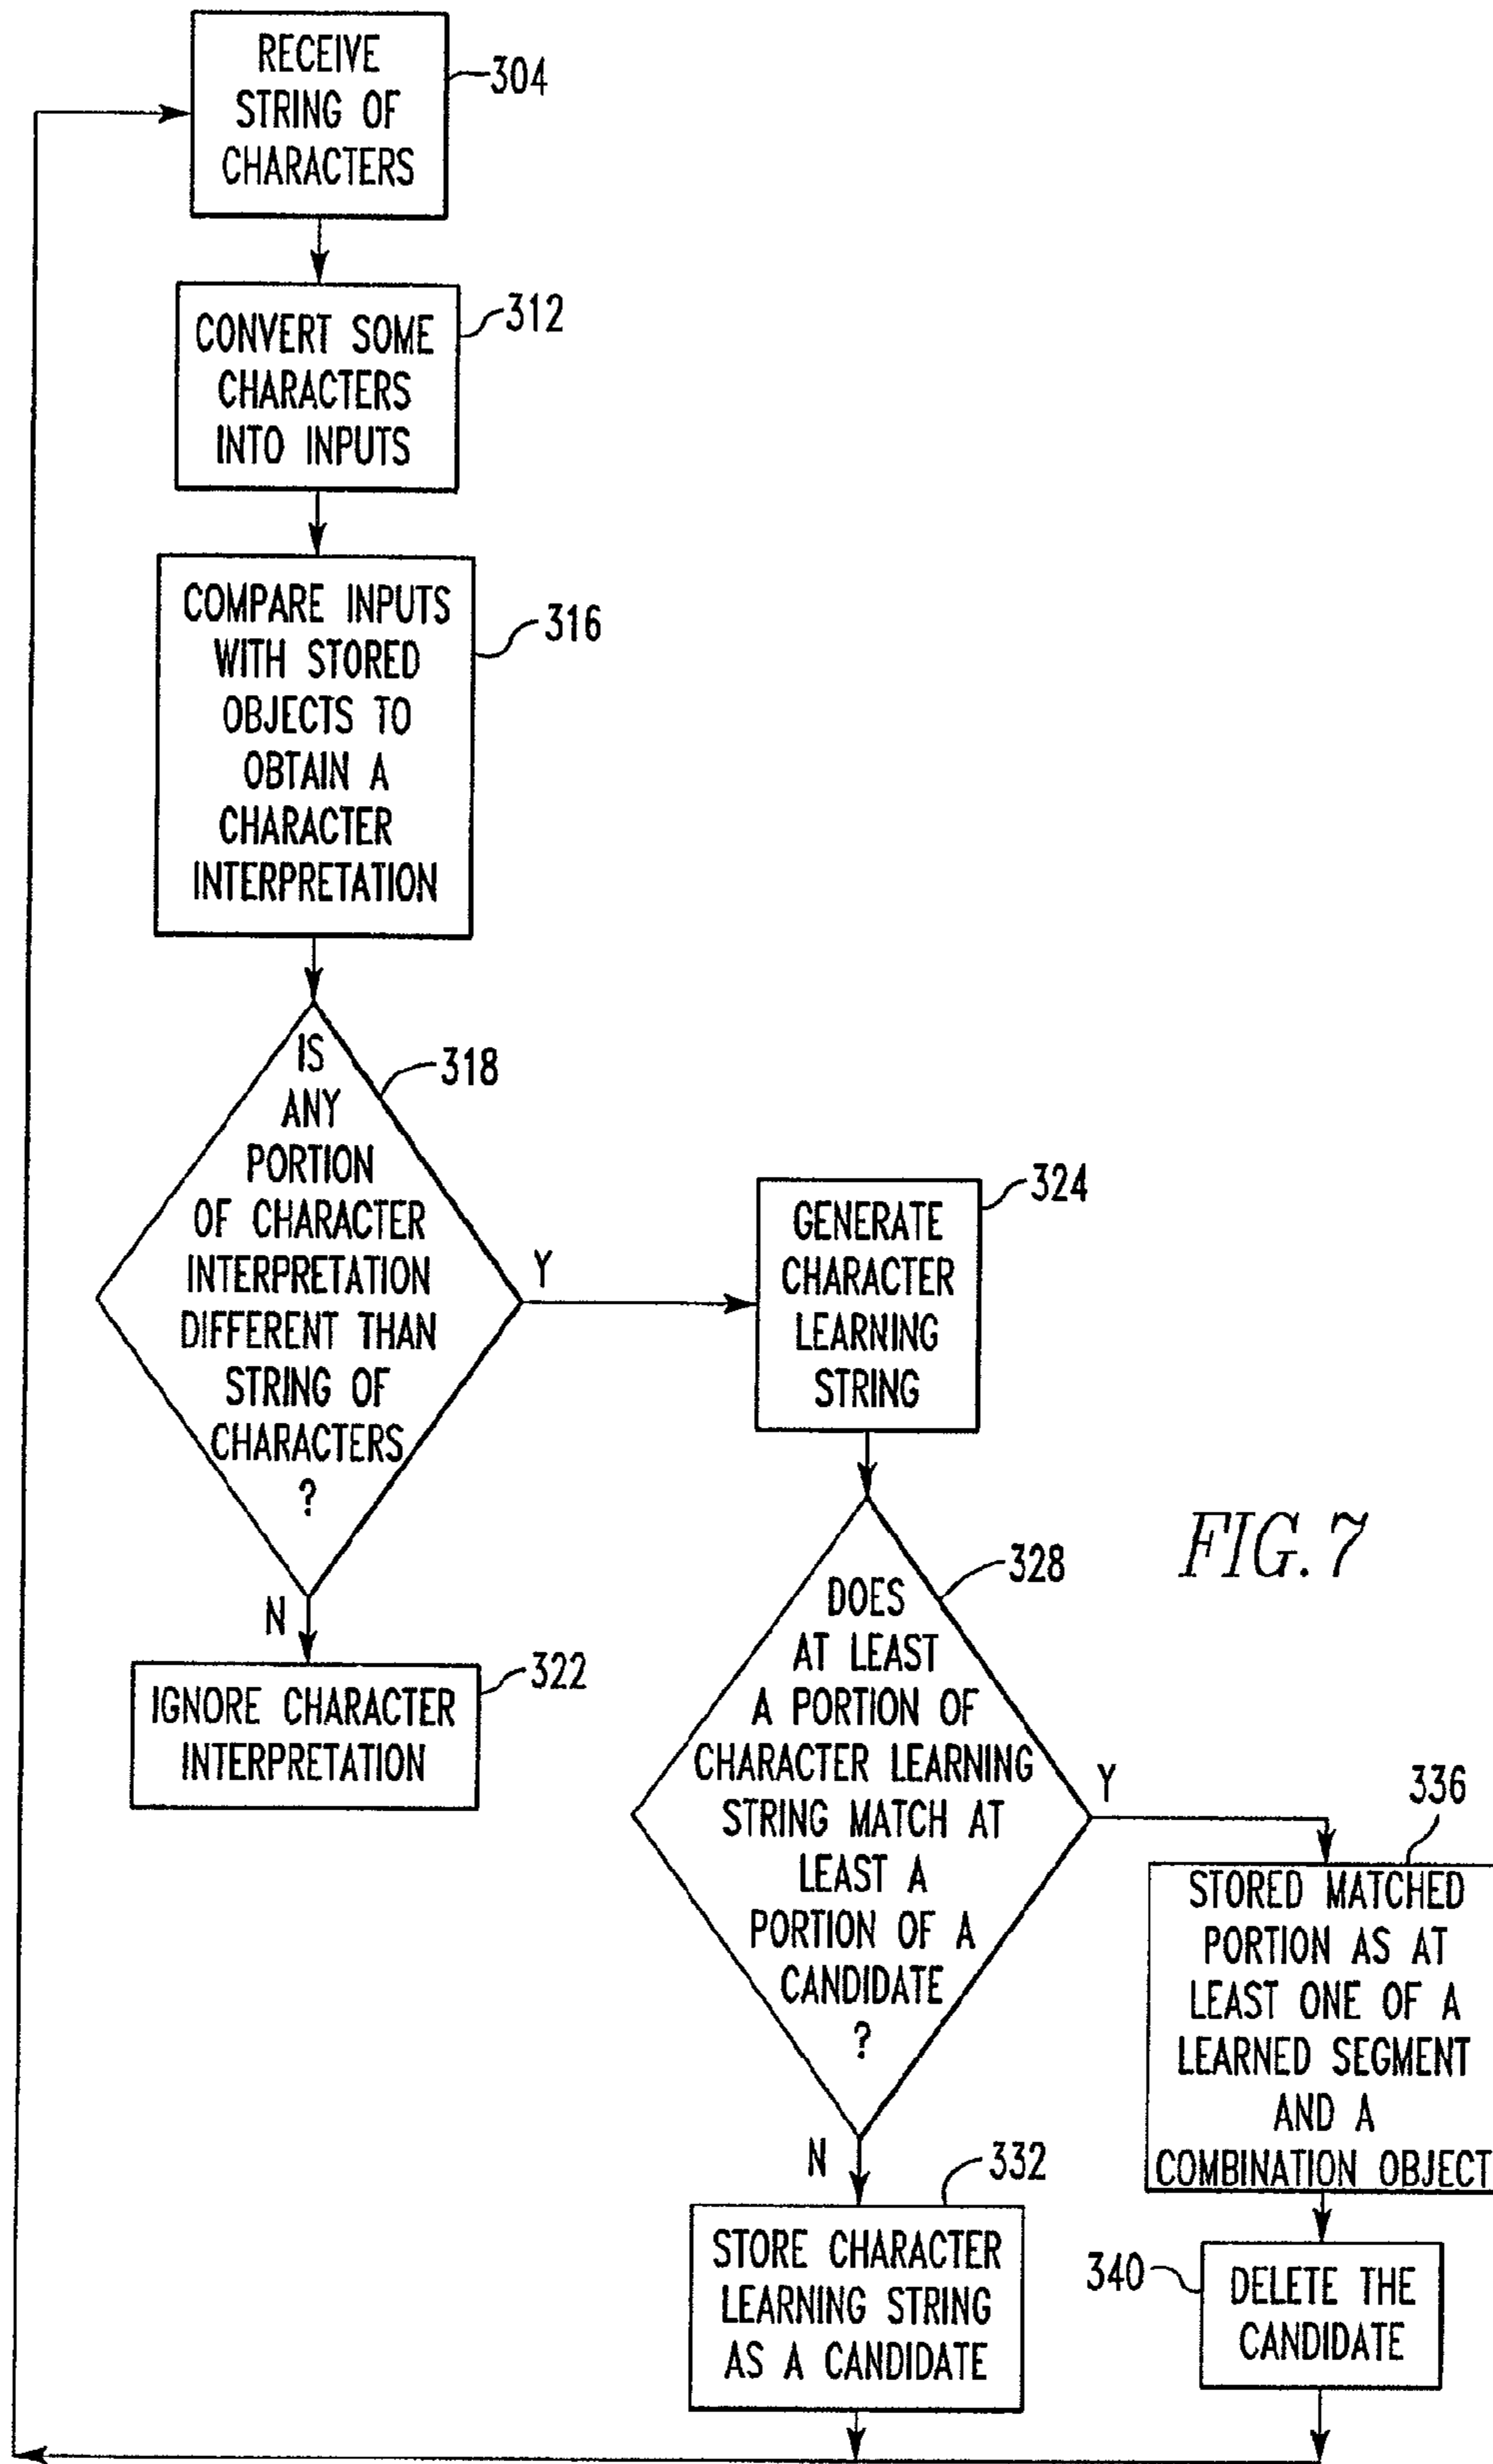 RECEIVE
STRING OF
CHARACTERS
304
CONVERT SOME
CHARACTERS
INTO INPUTS
312
COMPARE INPUTS
WITH STORED
OBJECTS TO
OBTAIN A
CHARACTER
INTERPRETATION
316
IS
ANY
PORTION
OF CHARACTER
INTERPRETATION
DIFFERENT THAN
STRING OF
CHARACTERS
?
318
Y
N
IGNORE CHARACTER
INTERPRETATION
322
GENERATE
CHARACTER
LEARNING
STRING
324
DOES
AT LEAST
A PORTION OF
CHARACTER LEARNING
STRING MATCH AT
LEAST A
PORTION OF A
CANDIDATE
?
328
Y
N
STORE CHARACTER
LEARNING STRING
AS A CANDIDATE
332
336
STORED MATCHED
PORTION AS AT
LEAST ONE OF A
LEARNED SEGMENT
AND A
COMBINATION OBJECT
340
DELETE THE
CANDIDATE
FIG. 7